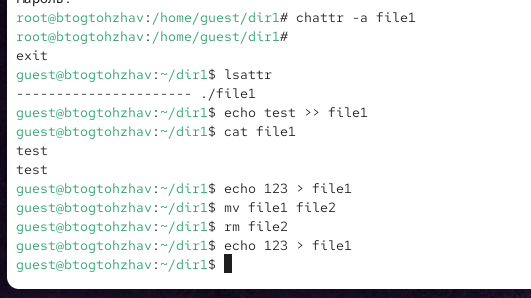 root@btogtohzhav:/home/guest/dir1# chattr -a file1
root@btogtohzhav:/home/guest/dir1#
exit
guest@btogtohzhav:~/dir1$ lsattr
---------------------- ./file1
guest@btogtohzhav:~/dir1$ echo test >> file1
guest@btogtohzhav:~/dir1$ cat file1
test
test
guest@btogtohzhav:~/dir1$ echo 123 > file1
guest@btogtohzhav:~/dir1$ mv file1 file2
guest@btogtohzhav:~/dir1$ rm file2
guest@btogtohzhav:~/dir1$ echo 123 > file1
guest@btogtohzhav:~/dir1$